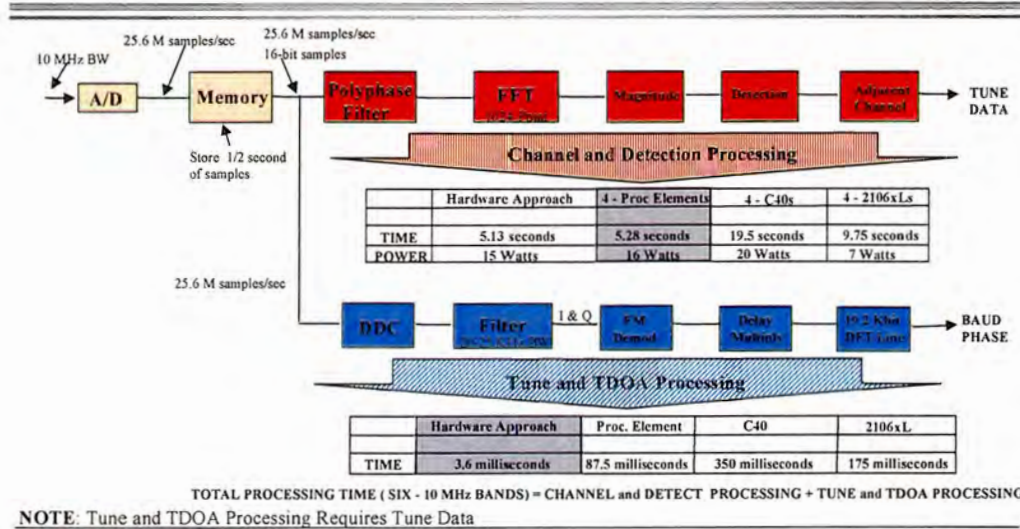 25.6 M samples/sec
25.6 M samples/sec
16-bit samples
10 MHz BW
A/D
Memory
Polyphase
Filter
FFT
1024 Point
Magnitude
Detection
Adjacent
Channel
TUNE
DATA
Store 1/2 second
of samples
Channel and Detection Processing
Hardware Approach 4 - Proc Elements 4 - C40s 4 - 2106xLs
TIME 5.13 seconds 5.28 seconds 19.5 seconds 9.75 seconds
POWER 15 Watts 16 Watts 20 Watts 7 Watts
25.6 M samples/sec
DDC
Filter
I & Q
FM
Demod
Delay
Multiply
19.2 Khz
DFT Tune
BAUD
PHASE
Tune and TDOA Processing
Hardware Approach Proc. Element C40 2106xL
TIME 3.6 milliseconds 87.5 milliseconds 350 milliseconds 175 milliseconds
TOTAL PROCESSING TIME ( SIX - 10 MHz BANDS) = CHANNEL and DETECT PROCESSING + TUNE and TDOA PROCESSING
NOTE: Tune and TDOA Processing Requires Tune Data